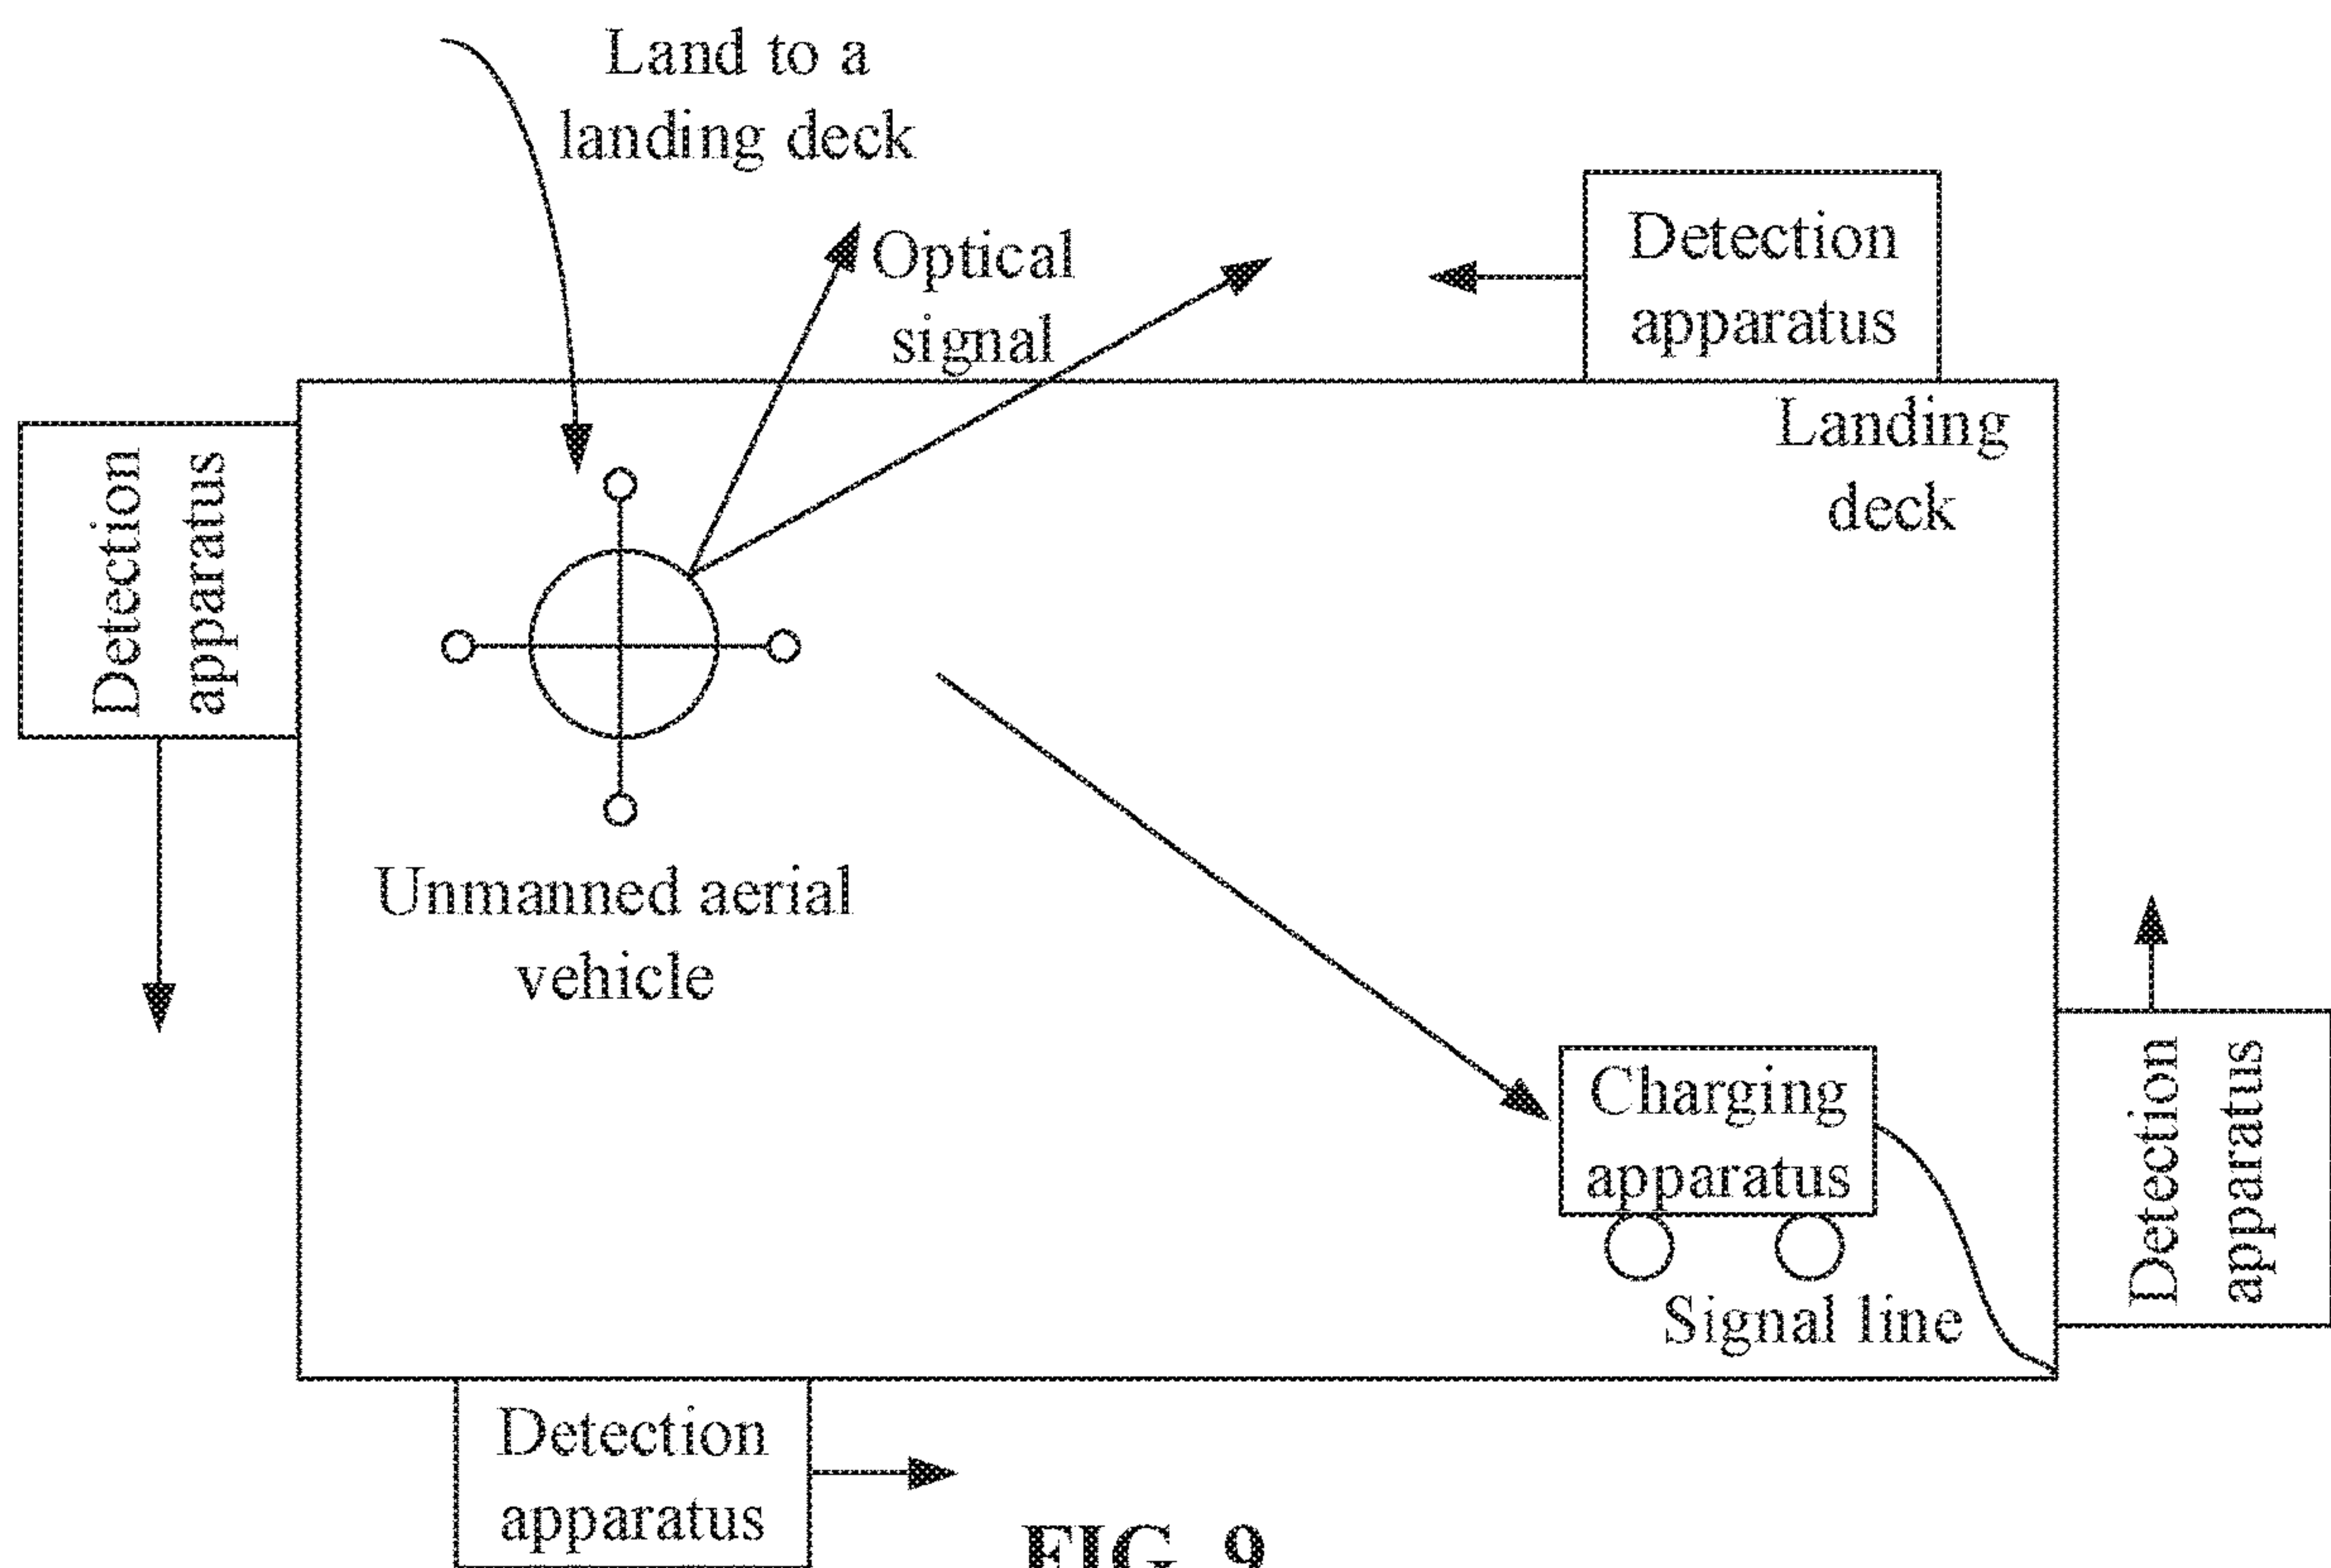 Land to a
landing deck
Optical
signal
Detection
apparatus
Landing
deck
Detection
apparatus
Unmanned aerial
vehicle
Charging
apparatus
Signal line
Detection
apparatus
Detection
apparatus
FIG. 9